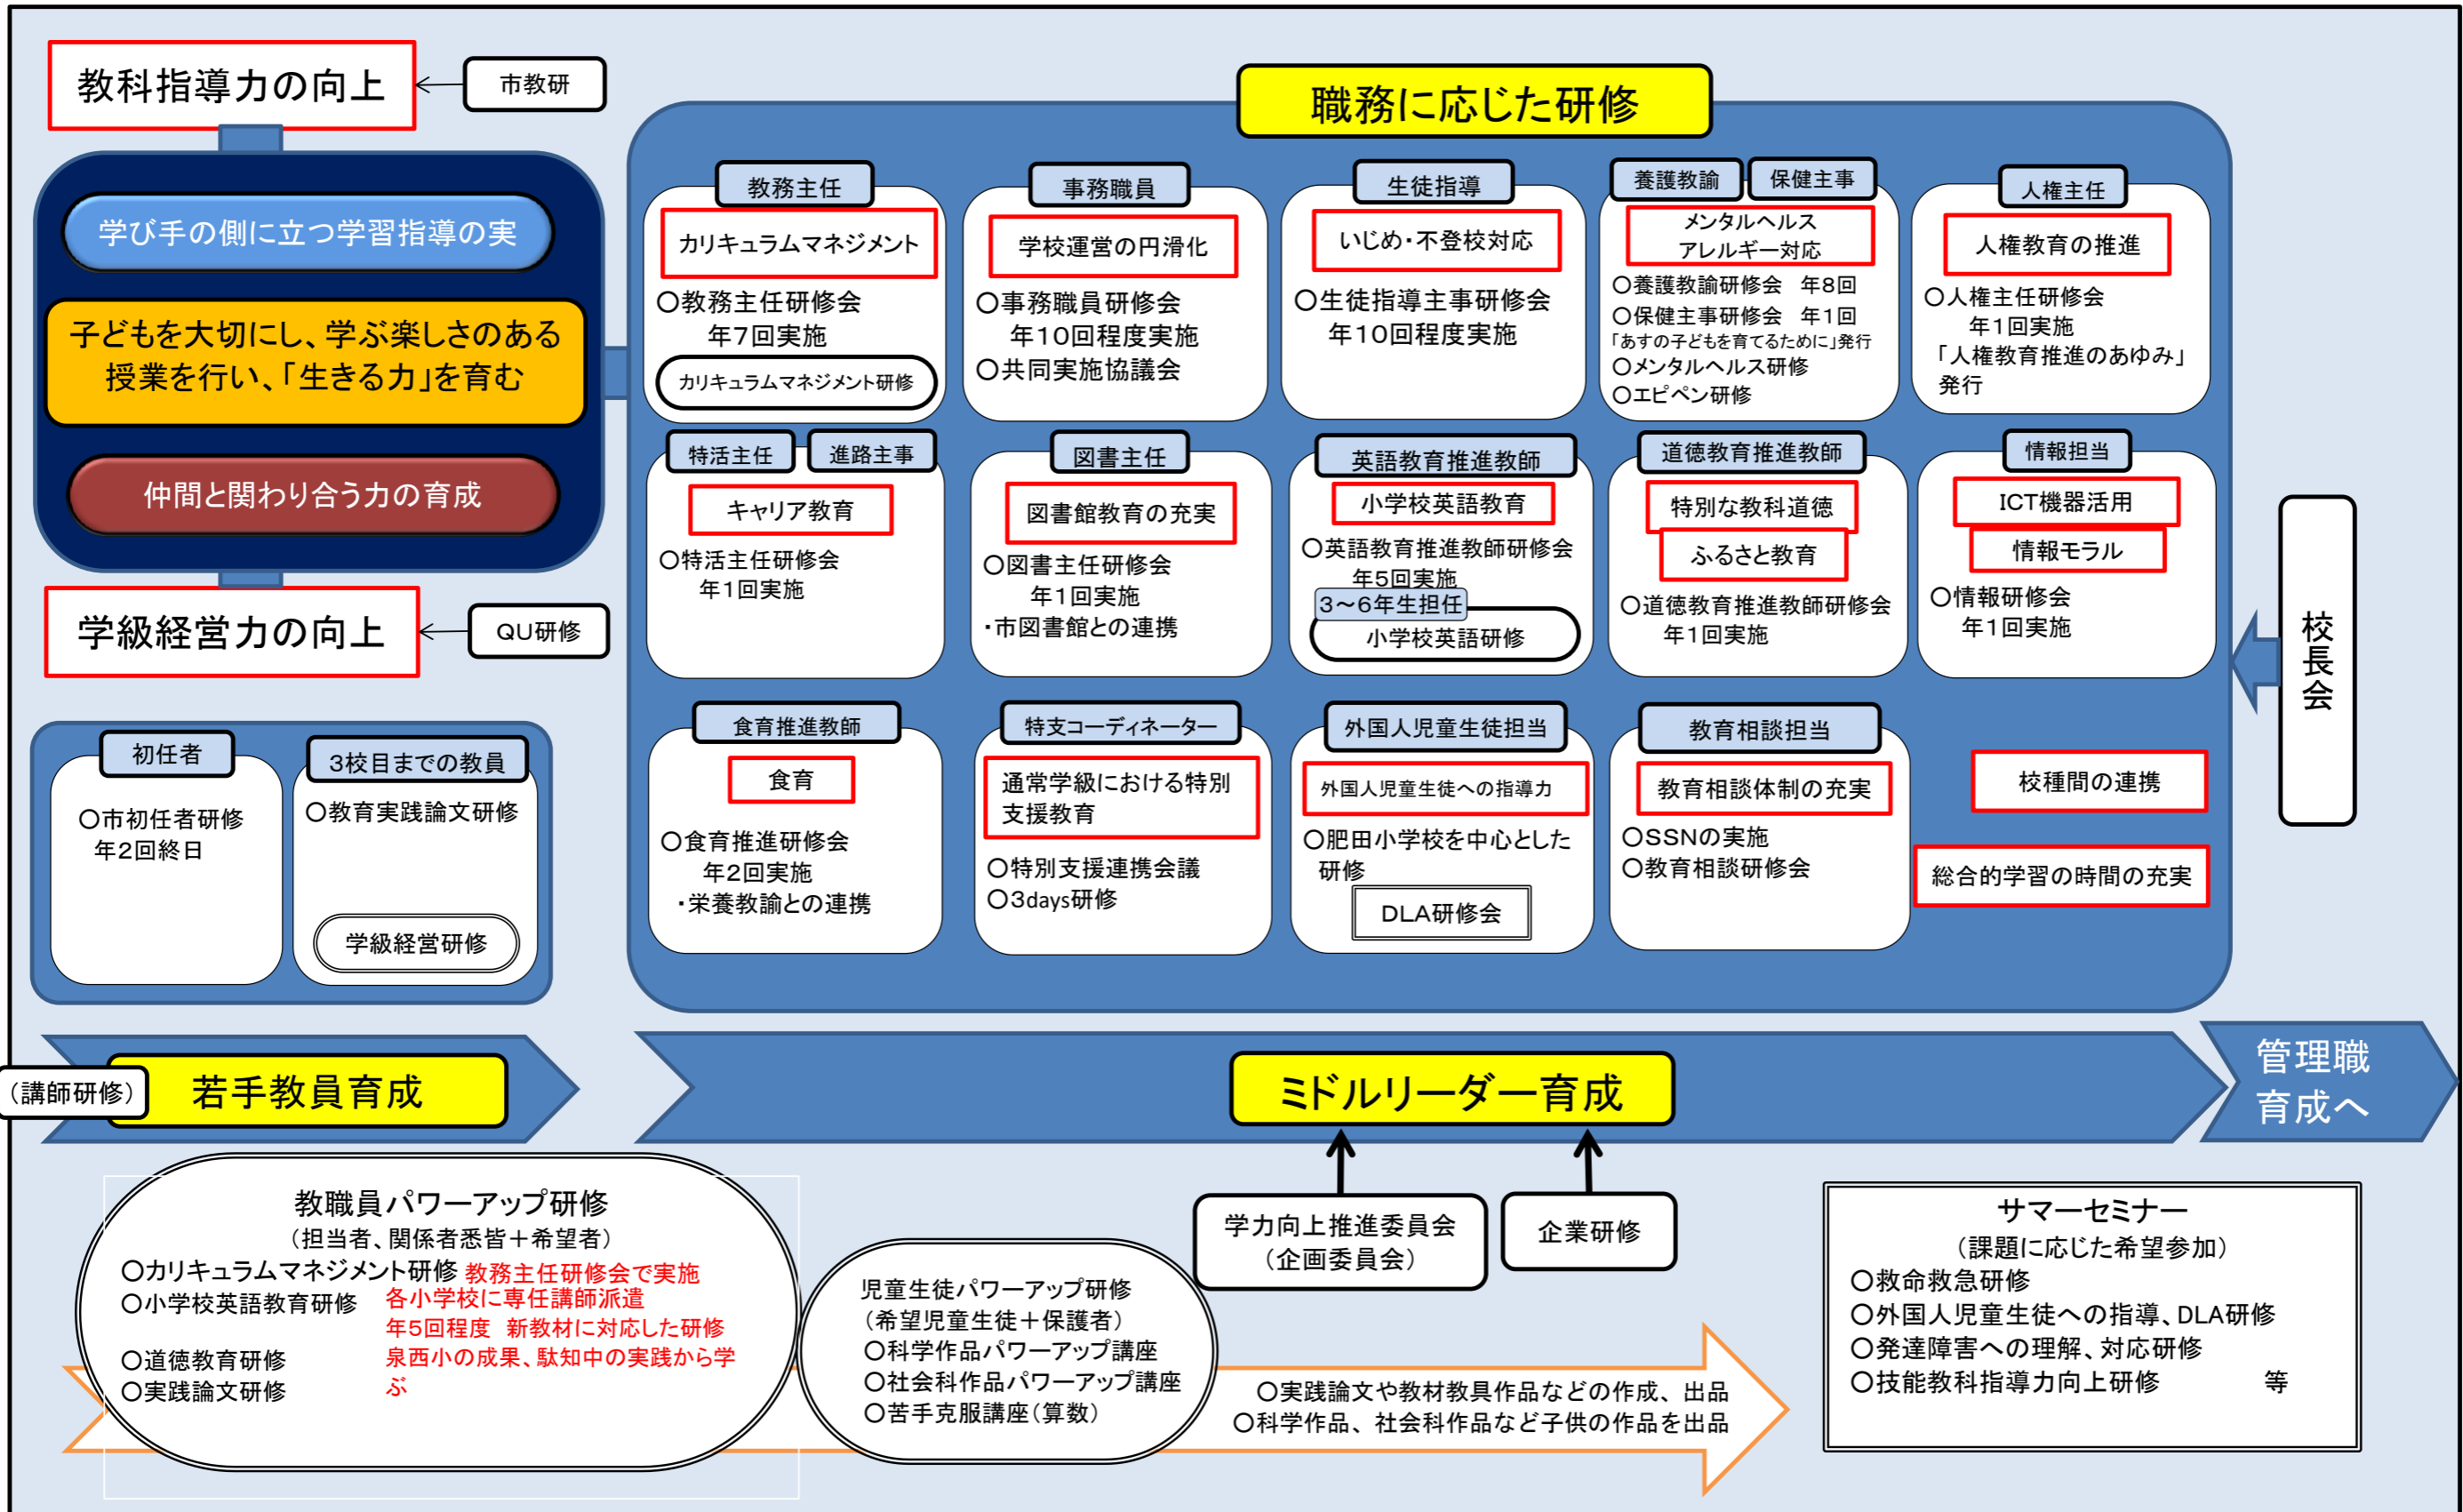 教科指導力の向上
市教研
学び手の側に立つ学習指導の実
子どもを大切にし、学ぶ楽しさのある
授業を行い、「生きる力」を育む
仲間と関わり合う力の育成
学級経営力の向上
QU研修
初任者
○市初任者研修
年2回終日
3校目までの教員
○教育実践論文研修
学級経営研修
職務に応じた研修
教務主任
カリキュラムマネジメント
○教務主任研修会
年7回実施
カリキュラムマネジメント研修
事務職員
学校運営の円滑化
○事務職員研修会
年10回程度実施
○共同実施協議会
生徒指導
いじめ・不登校対応
○生徒指導主事研修会
年10回程度実施
養護教諭
保健主事
メンタルヘルス
アレルギー対応
○養護教諭研修会 年8回
○保健主事研修会 年1回
「あすの子どもを育てるために」発行
○メンタルヘルス研修
○エピペン研修
人権主任
人権教育の推進
○人権主任研修会
年1回実施
「人権教育推進のあゆみ」
発行
特活主任
進路主事
キャリア教育
○特活主任研修会
年1回実施
図書主任
図書館教育の充実
○図書主任研修会
年1回実施
・市図書館との連携
英語教育推進教師
小学校英語教育
○英語教育推進教師研修会
年5回実施
3～6年生担任
小学校英語研修
道徳教育推進教師
特別な教科道徳
ふるさと教育
○道徳教育推進教師研修会
年1回実施
情報担当
ICT機器活用
情報モラル
○情報研修会
年1回実施
食育推進教師
食育
○食育推進研修会
年2回実施
・栄養教諭との連携
特支コーディネーター
通常学級における特別
支援教育
○特別支援連携会議
○3days研修
外国人児童生徒担当
外国人児童生徒への指導力
○肥田小学校を中心とした
研修
DLA研修会
教育相談担当
教育相談体制の充実
○SSNの実施
○教育相談研修会
校種間の連携
総合的学習の時間の充実
校長会
(講師研修)
若手教員育成
ミドルリーダー育成
管理職
育成へ
教職員パワーアップ研修
(担当者、関係者悉皆+希望者)
○カリキュラムマネジメント研修 教務主任研修会で実施
○小学校英語教育研修 各小学校に専任講師派遣
年5回程度 新教材に対応した研修
○道徳教育研修 泉西小の成果、駄知中の実践から学
ぶ
○実践論文研修
児童生徒パワーアップ研修
(希望児童生徒+保護者)
○科学作品パワーアップ講座
○社会科作品パワーアップ講座
○苦手克服講座(算数)
学力向上推進委員会
(企画委員会)
企業研修
○実践論文や教材教具作品などの作成、出品
○科学作品、社会科作品など子供の作品を出品
サマーセミナー
(課題に応じた希望参加)
○救命救急研修
○外国人児童生徒への指導、DLA研修
○発達障害への理解、対応研修
○技能教科指導力向上研修 等